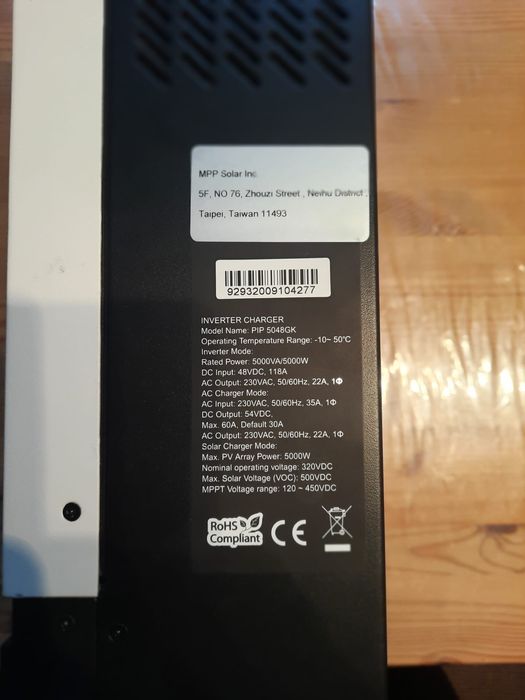 MPP Solar Inc.
5F, NO 76, Zhouzi Street , Neihu District ,
Taipei, Taiwan 11493
92932009104277
INVERTER CHARGER
Model Name: PIP 5048GK
Operating Temperature Range: -10~ 50℃
Inverter Mode:
Rated Power: 5000VA/5000W
DC Input: 48VDC, 118A
AC Output: 230VAC, 50/60Hz, 22A, 1Φ
AC Charger Mode:
AC Input: 230VAC, 50/60Hz, 35A, 1Φ
DC Output: 54VDC,
Max. 60A, Default 30A
AC Output: 230VAC, 50/60Hz, 22A, 1Φ
Solar Charger Mode:
Max. PV Array Power: 5000W
Nominal operating voltage: 320VDC
Max. Solar Voltage (VOC): 500VDC
MPPT Voltage range: 120 ~ 450VDC
RoHS
Compliant
CE